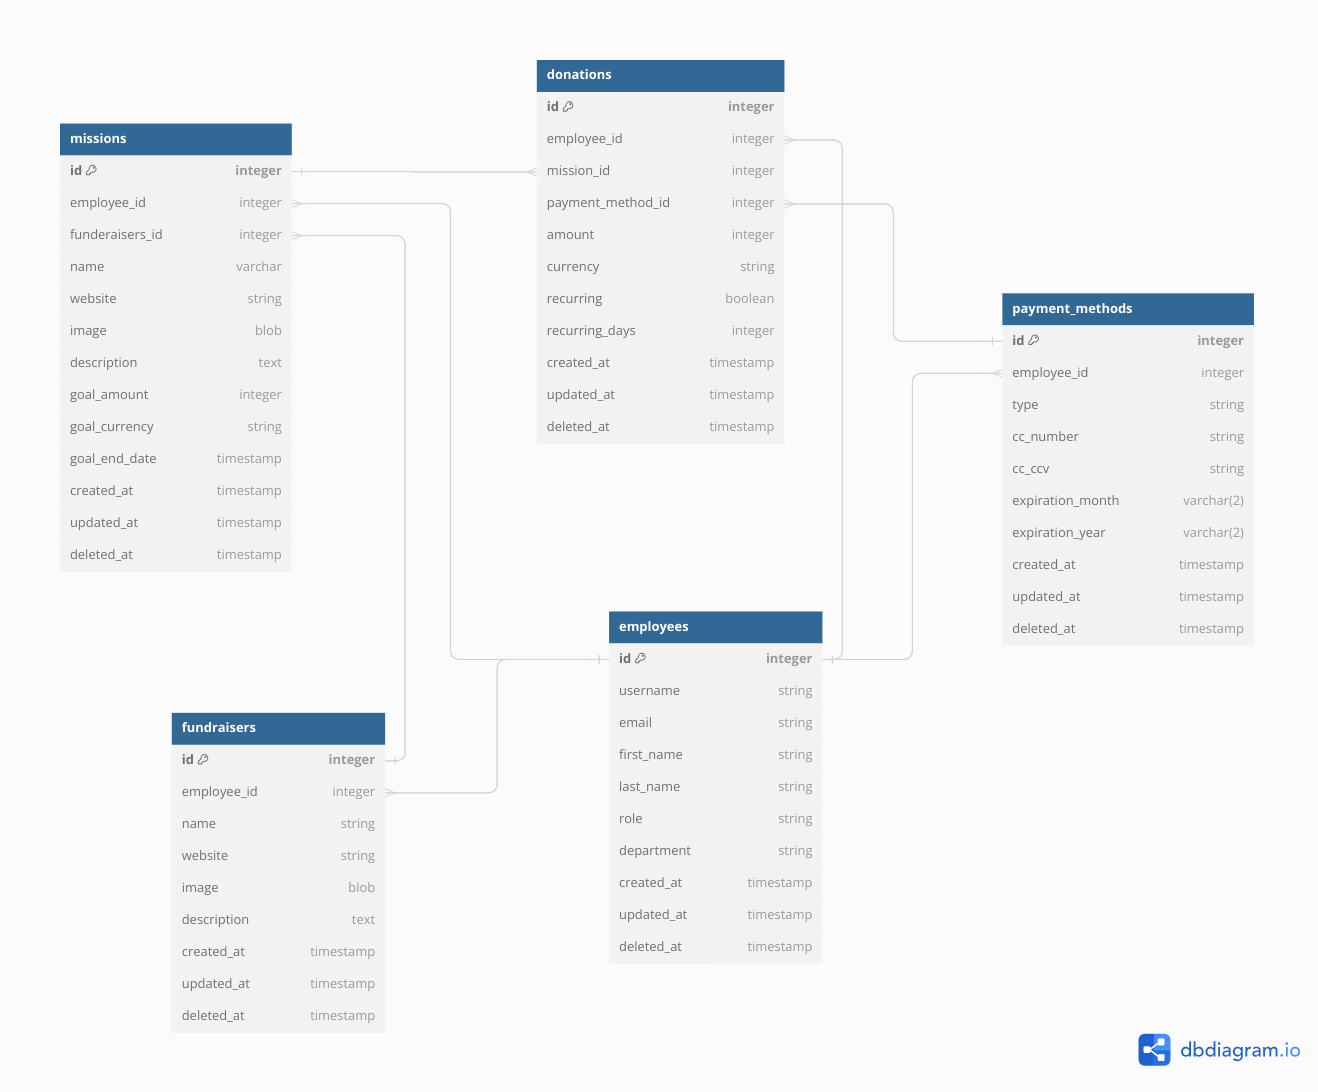 missions
id integer
employee_id integer
funderaisers_id integer
name varchar
website string
image blob
description text
goal_amount integer
goal_currency string
goal_end_date timestamp
created_at timestamp
updated_at timestamp
deleted_at timestamp
donations
id integer
employee_id integer
mission_id integer
payment_method_id integer
amount integer
currency string
recurring boolean
recurring_days integer
created_at timestamp
updated_at timestamp
deleted_at timestamp
payment_methods
id integer
employee_id integer
type string
cc_number string
cc_ccv string
expiration_month varchar(2)
expiration_year varchar(2)
created_at timestamp
updated_at timestamp
deleted_at timestamp
employees
id integer
username string
email string
first_name string
last_name string
role string
department string
created_at timestamp
updated_at timestamp
deleted_at timestamp
fundraisers
id integer
employee_id integer
name string
website string
image blob
description text
created_at timestamp
updated_at timestamp
deleted_at timestamp
dbdiagram.io